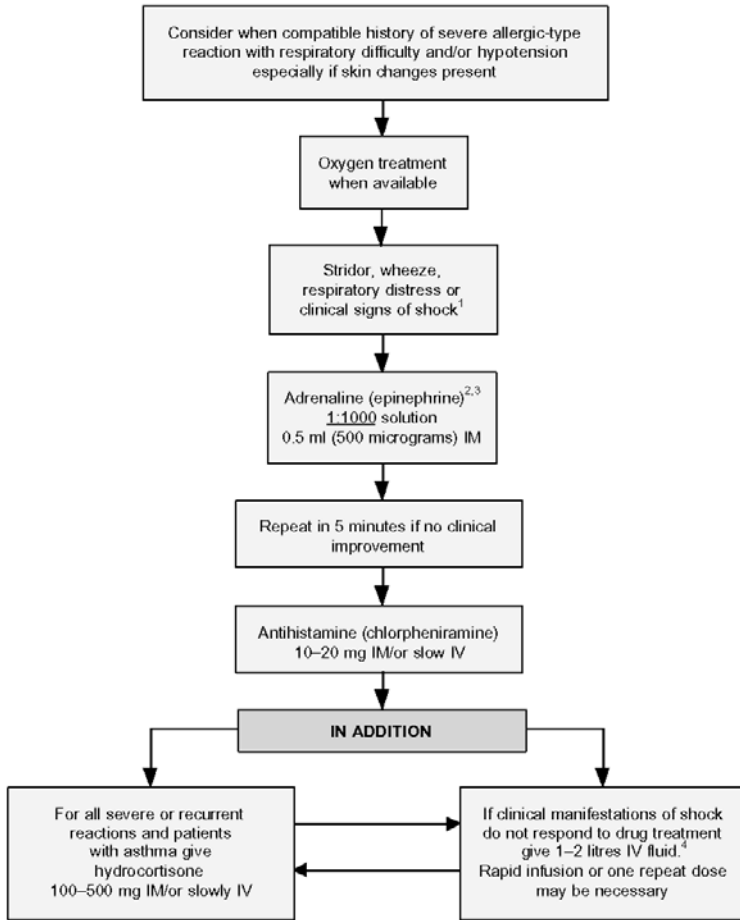 Consider when compatible history of severe allergic-type
reaction with respiratory difficulty and/or hypotension
especially if skin changes present
Oxygen treatment
when available
Stridor, wheeze,
respiratory distress or
clinical signs of shock¹
Adrenaline (epinephrine)²,³
1:1000 solution
0.5 ml (500 micrograms) IM
Repeat in 5 minutes if no clinical
improvement
Antihistamine (chlorpheniramine)
10–20 mg IM/or slow IV
IN ADDITION
For all severe or recurrent
reactions and patients
with asthma give
hydrocortisone
100–500 mg IM/or slowly IV
If clinical manifestations of shock
do not respond to drug treatment
give 1–2 litres IV fluid.⁴
Rapid infusion or one repeat dose
may be necessary